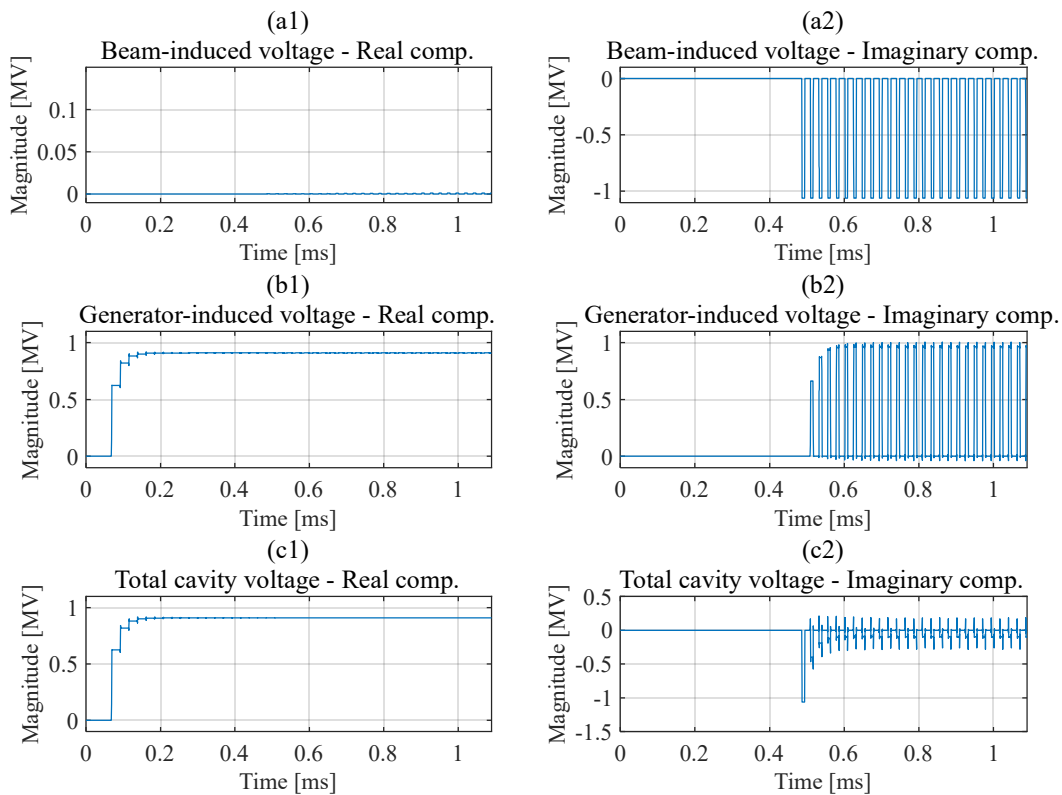 (a1)
Beam-induced voltage - Real comp.
Magnitude [MV]
0.1
0.05
0
0 0.2 0.4 0.6 0.8 1
Time [ms]
(a2)
Beam-induced voltage - Imaginary comp.
Magnitude [MV]
0
-0.5
-1
0 0.2 0.4 0.6 0.8 1
Time [ms]
(b1)
Generator-induced voltage - Real comp.
Magnitude [MV]
1
0.5
0
0 0.2 0.4 0.6 0.8 1
Time [ms]
(b2)
Generator-induced voltage - Imaginary comp.
Magnitude [MV]
1
0.5
0
0 0.2 0.4 0.6 0.8 1
Time [ms]
(c1)
Total cavity voltage - Real comp.
Magnitude [MV]
1
0.5
0
0 0.2 0.4 0.6 0.8 1
Time [ms]
(c2)
Total cavity voltage - Imaginary comp.
Magnitude [MV]
0.5
0
-0.5
-1
-1.5
0 0.2 0.4 0.6 0.8 1
Time [ms]